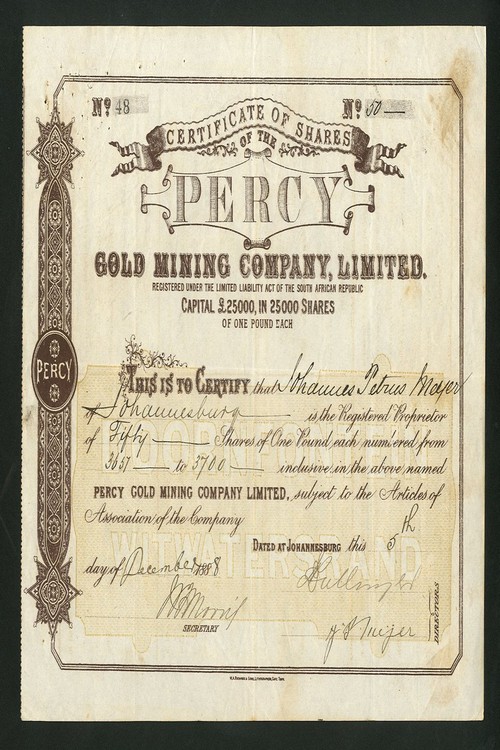 Nº 48 Nº 50 —
CERTIFICATE OF SHARES
OF THE
PERCY
GOLD MINING COMPANY, LIMITED.
REGISTERED UNDER THE LIMITED LIABILITY ACT OF THE SOUTH AFRICAN REPUBLIC
CAPITAL £25000, IN 25000 SHARES
OF ONE POUND EACH
PERCY
THIS IS TO CERTIFY that Johannes Petrus Meyer
of Johannesburg — is the Registered Proprietor
of Fifty — Shares of One Pound each numbered from
3651 — to 3700 — inclusive, in the above named
PERCY GOLD MINING COMPANY LIMITED, subject to the Articles of
Association of the Company
WITWATERSRAND
DATED AT JOHANNESBURG this 5th
day of December 1888
SECRETARY
J P Meijer
DIRECTORS